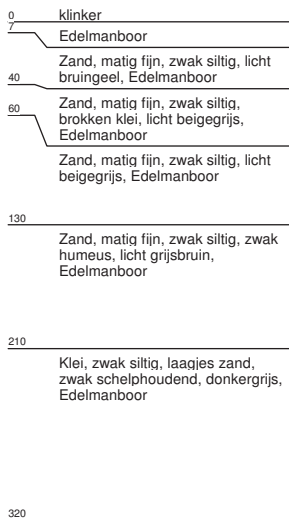 0 klinker
7
Edelmanboor
Zand, matig fijn, zwak siltig, licht
bruingeel, Edelmanboor
40
Zand, matig fijn, zwak siltig,
brokken klei, licht beigegrijs,
Edelmanboor
60
Zand, matig fijn, zwak siltig, licht
beigegrijs, Edelmanboor
130
Zand, matig fijn, zwak siltig, zwak
humeus, licht grijsbruin,
Edelmanboor
210
Klei, zwak siltig, laagjes zand,
zwak schelphoudend, donkergrijs,
Edelmanboor
320